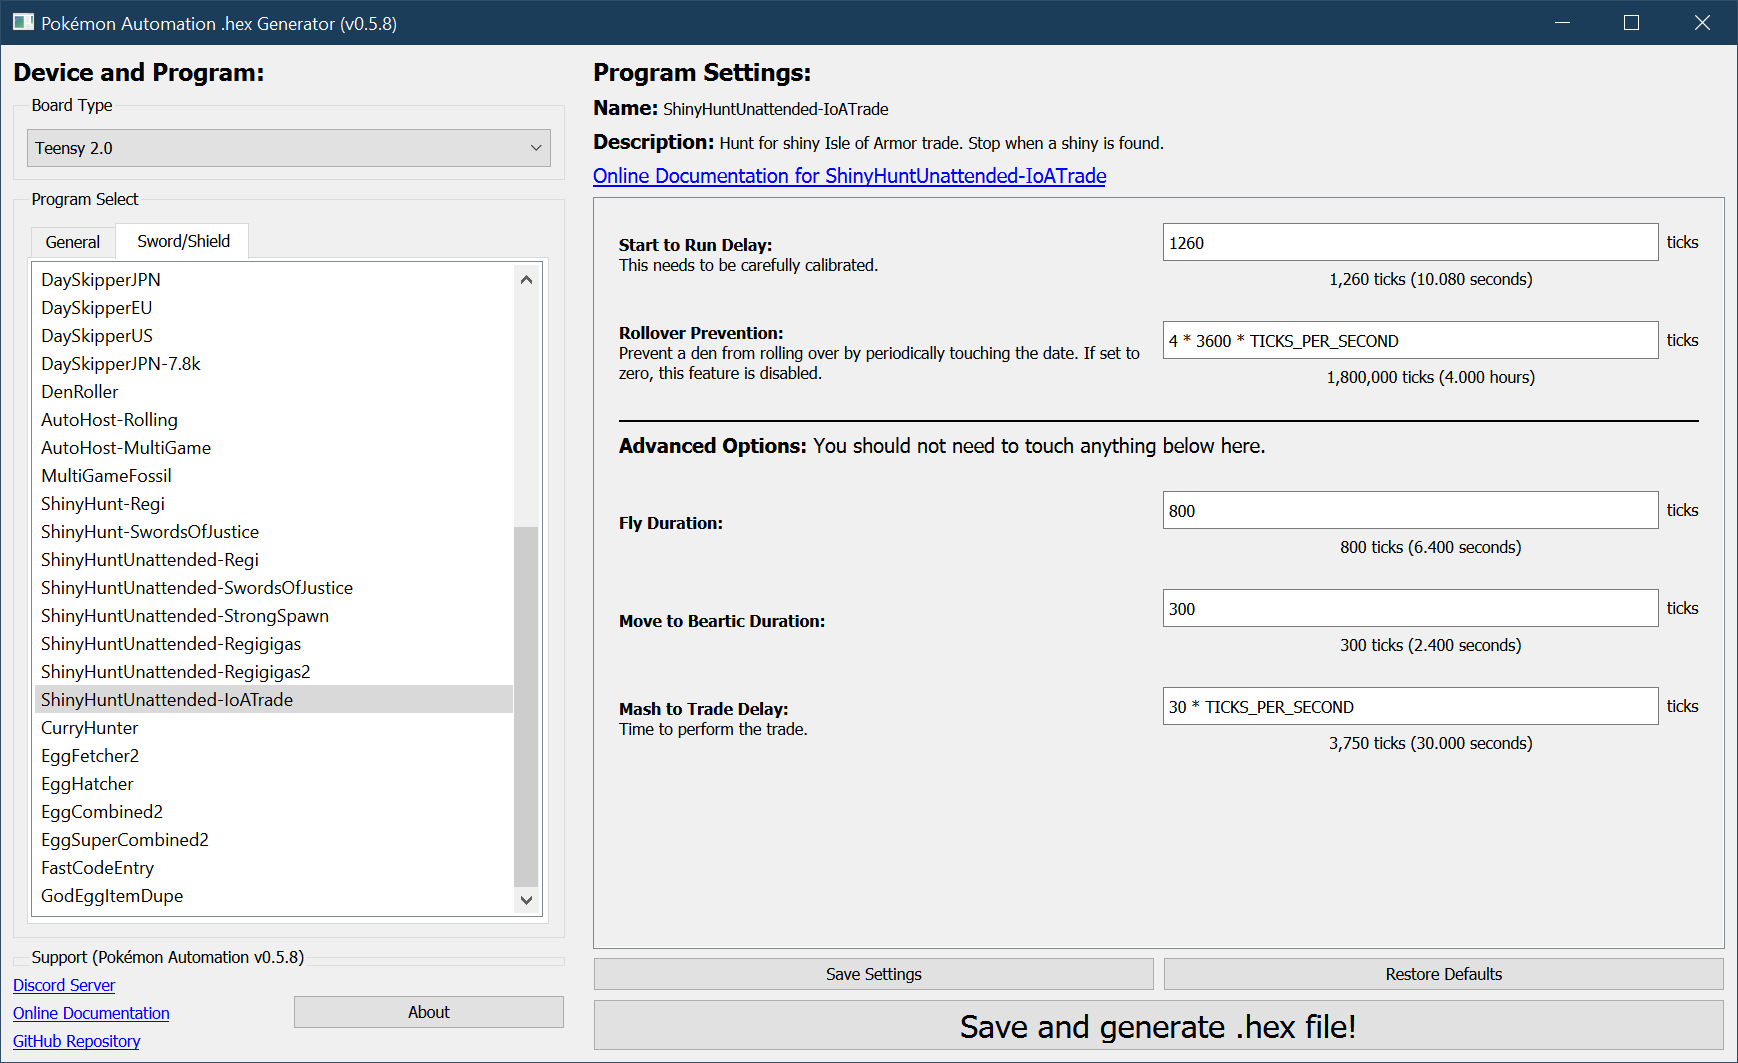 Pokémon Automation .hex Generator (v0.5.8)
Device and Program:
Board Type
Teensy 2.0
Program Select
General
Sword/Shield
DaySkipperJPN
DaySkipperEU
DaySkipperUS
DaySkipperJPN-7.8k
DenRoller
AutoHost-Rolling
AutoHost-MultiGame
MultiGameFossil
ShinyHunt-Regi
ShinyHunt-SwordsOfJustice
ShinyHuntUnattended-Regi
ShinyHuntUnattended-SwordsOfJustice
ShinyHuntUnattended-StrongSpawn
ShinyHuntUnattended-Regigigas
ShinyHuntUnattended-Regigigas2
ShinyHuntUnattended-IoATrade
CurryHunter
EggFetcher2
EggHatcher
EggCombined2
EggSuperCombined2
FastCodeEntry
GodEggItemDupe
Support (Pokémon Automation v0.5.8)
Discord Server
Online Documentation
GitHub Repository
About
Program Settings:
Name: ShinyHuntUnattended-IoATrade
Description: Hunt for shiny Isle of Armor trade. Stop when a shiny is found.
Online Documentation for ShinyHuntUnattended-IoATrade
Start to Run Delay:
This needs to be carefully calibrated.
1260 ticks
1,260 ticks (10.080 seconds)
Rollover Prevention:
Prevent a den from rolling over by periodically touching the date. If set to
zero, this feature is disabled.
4 * 3600 * TICKS_PER_SECOND ticks
1,800,000 ticks (4.000 hours)
Advanced Options: You should not need to touch anything below here.
Fly Duration:
800 ticks
800 ticks (6.400 seconds)
Move to Beartic Duration:
300 ticks
300 ticks (2.400 seconds)
Mash to Trade Delay:
Time to perform the trade.
30 * TICKS_PER_SECOND ticks
3,750 ticks (30.000 seconds)
Save Settings
Restore Defaults
Save and generate .hex file!